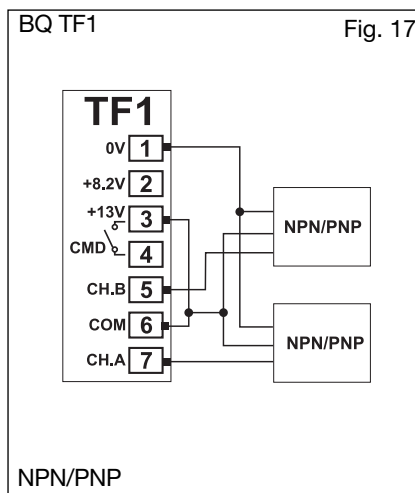 BQ TF1
Fig. 17
TF1
0V 1
+8.2V 2
+13V 3
CMD 4
CH.B 5
COM 6
CH.A 7
NPN/PNP
NPN/PNP
NPN/PNP